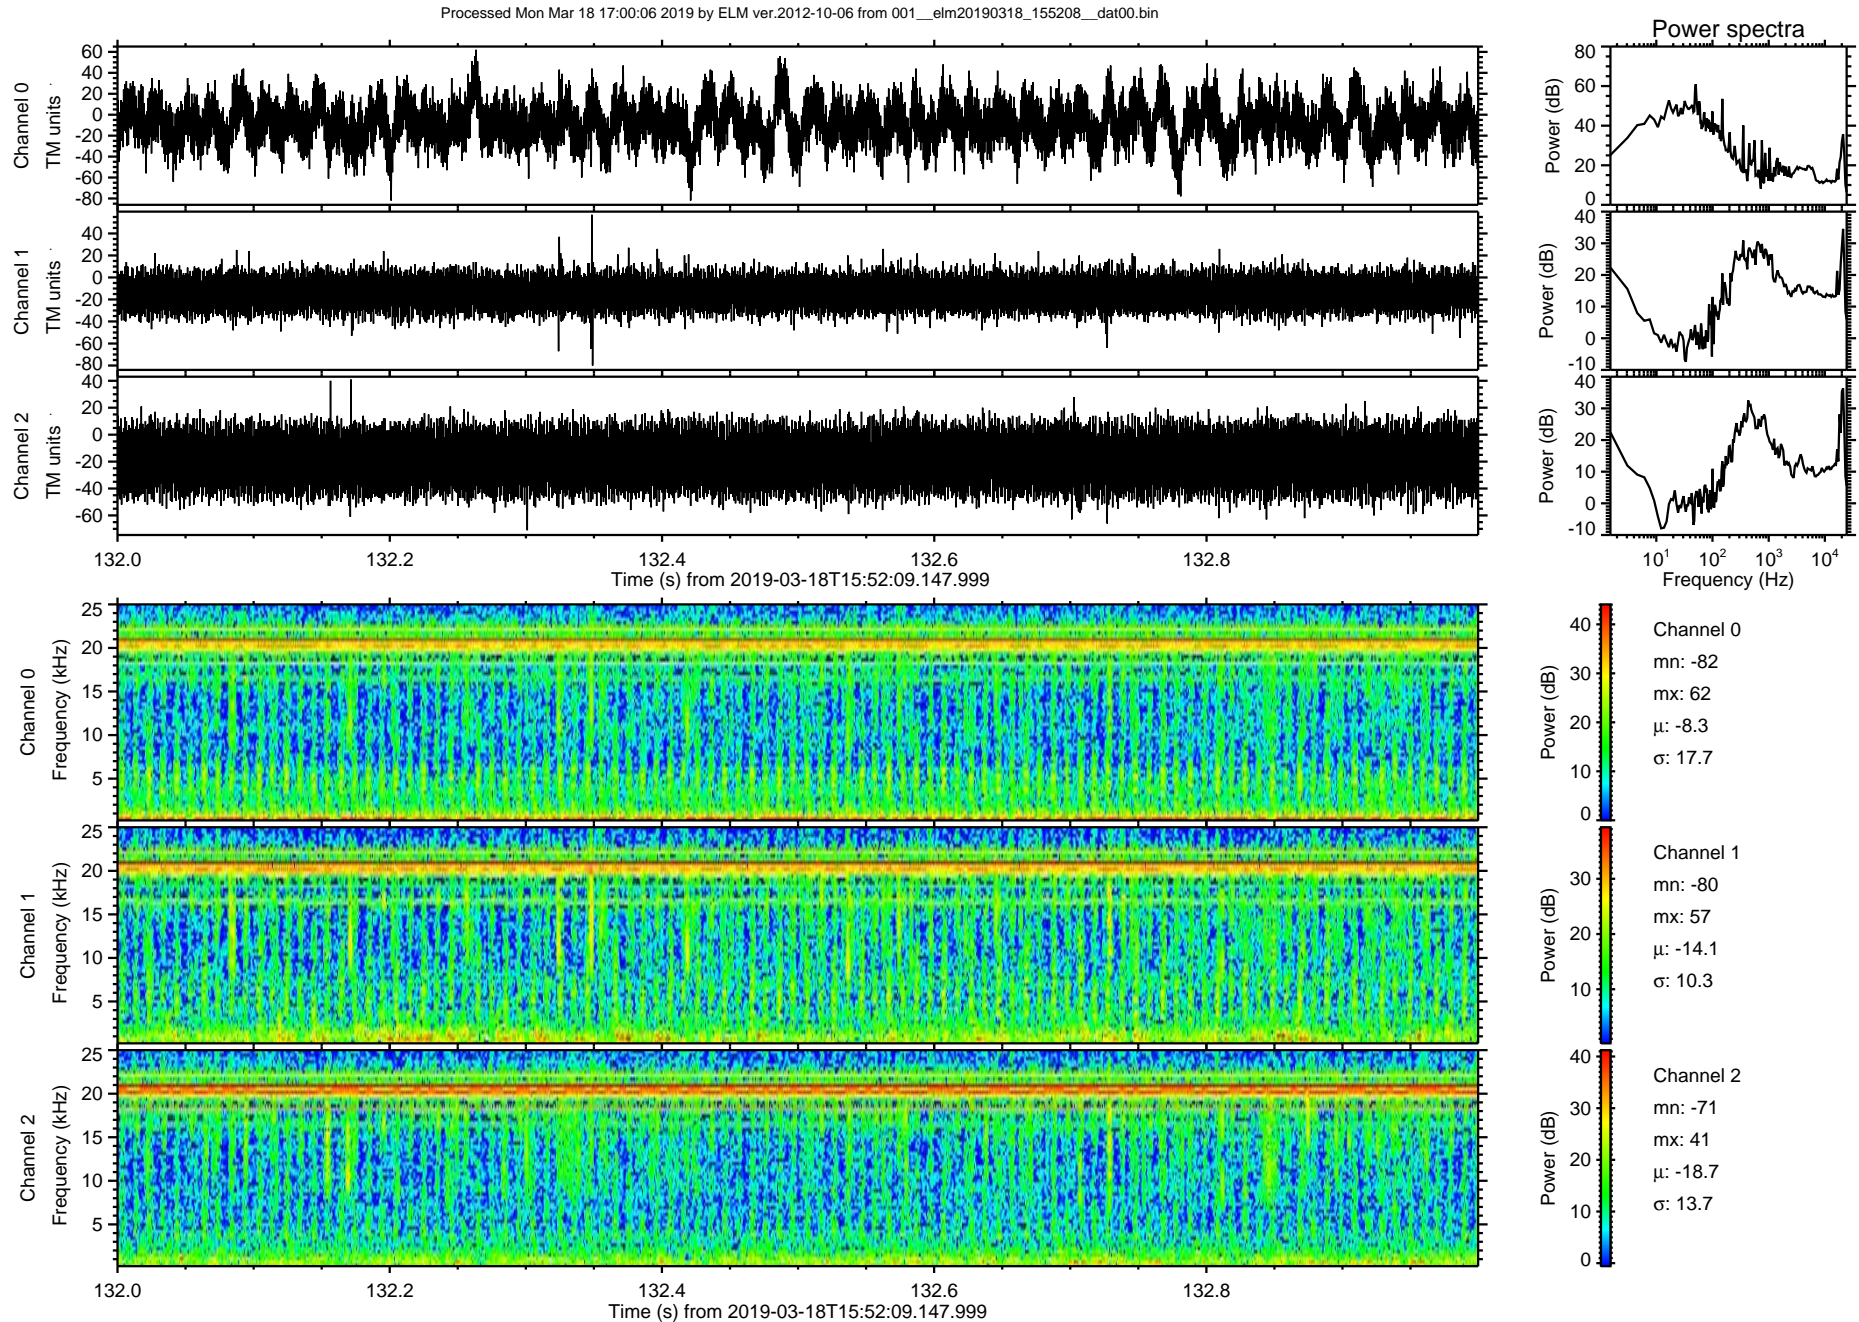 Processed Mon Mar 18 17:00:06 2019 by ELM ver.2012-10-06 from 001__elm20190318_155208__dat00.bin
Power spectra
Channel 0
TM units
60
40
20
0
-20
-40
-60
-80
Power (dB)
80
60
40
20
0
Channel 1
TM units
40
20
0
-20
-40
-60
-80
Power (dB)
40
30
20
10
0
-10
Channel 2
TM units
40
20
0
-20
-40
-60
Power (dB)
40
30
20
10
0
-10
132.0 132.2 132.4 132.6 132.8
Time (s) from 2019-03-18T15:52:09.147.999
10^1 10^2 10^3 10^4
Frequency (Hz)
Channel 0
Frequency (kHz)
25
20
15
10
5
Power (dB)
40
30
20
10
0
Channel 0
mn: -82
mx: 62
μ: -8.3
σ: 17.7
Channel 1
Frequency (kHz)
25
20
15
10
5
Power (dB)
30
20
10
Channel 1
mn: -80
mx: 57
μ: -14.1
σ: 10.3
Channel 2
Frequency (kHz)
25
20
15
10
5
Power (dB)
40
30
20
10
0
Channel 2
mn: -71
mx: 41
μ: -18.7
σ: 13.7
132.0 132.2 132.4 132.6 132.8
Time (s) from 2019-03-18T15:52:09.147.999